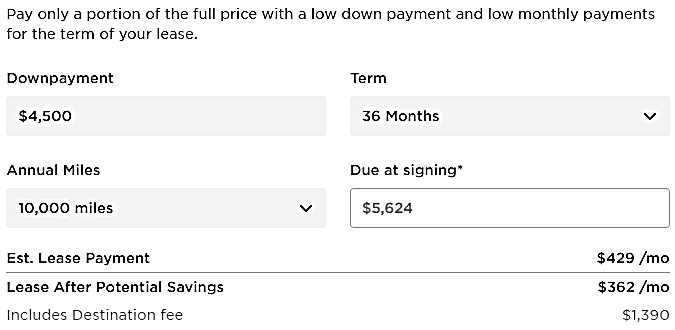 Pay only a portion of the full price with a low down payment and low monthly payments
for the term of your lease.
Downpayment
Term
$4,500
36 Months
Annual Miles
Due at signing*
10,000 miles
$5,624
Est. Lease Payment $429 /mo
Lease After Potential Savings $362 /mo
Includes Destination fee $1,390